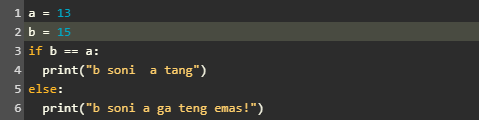 1 a = 13
2 b = 15
3 if b == a:
4   print("b soni  a tang")
5 else:
6   print("b soni a ga teng emas!")